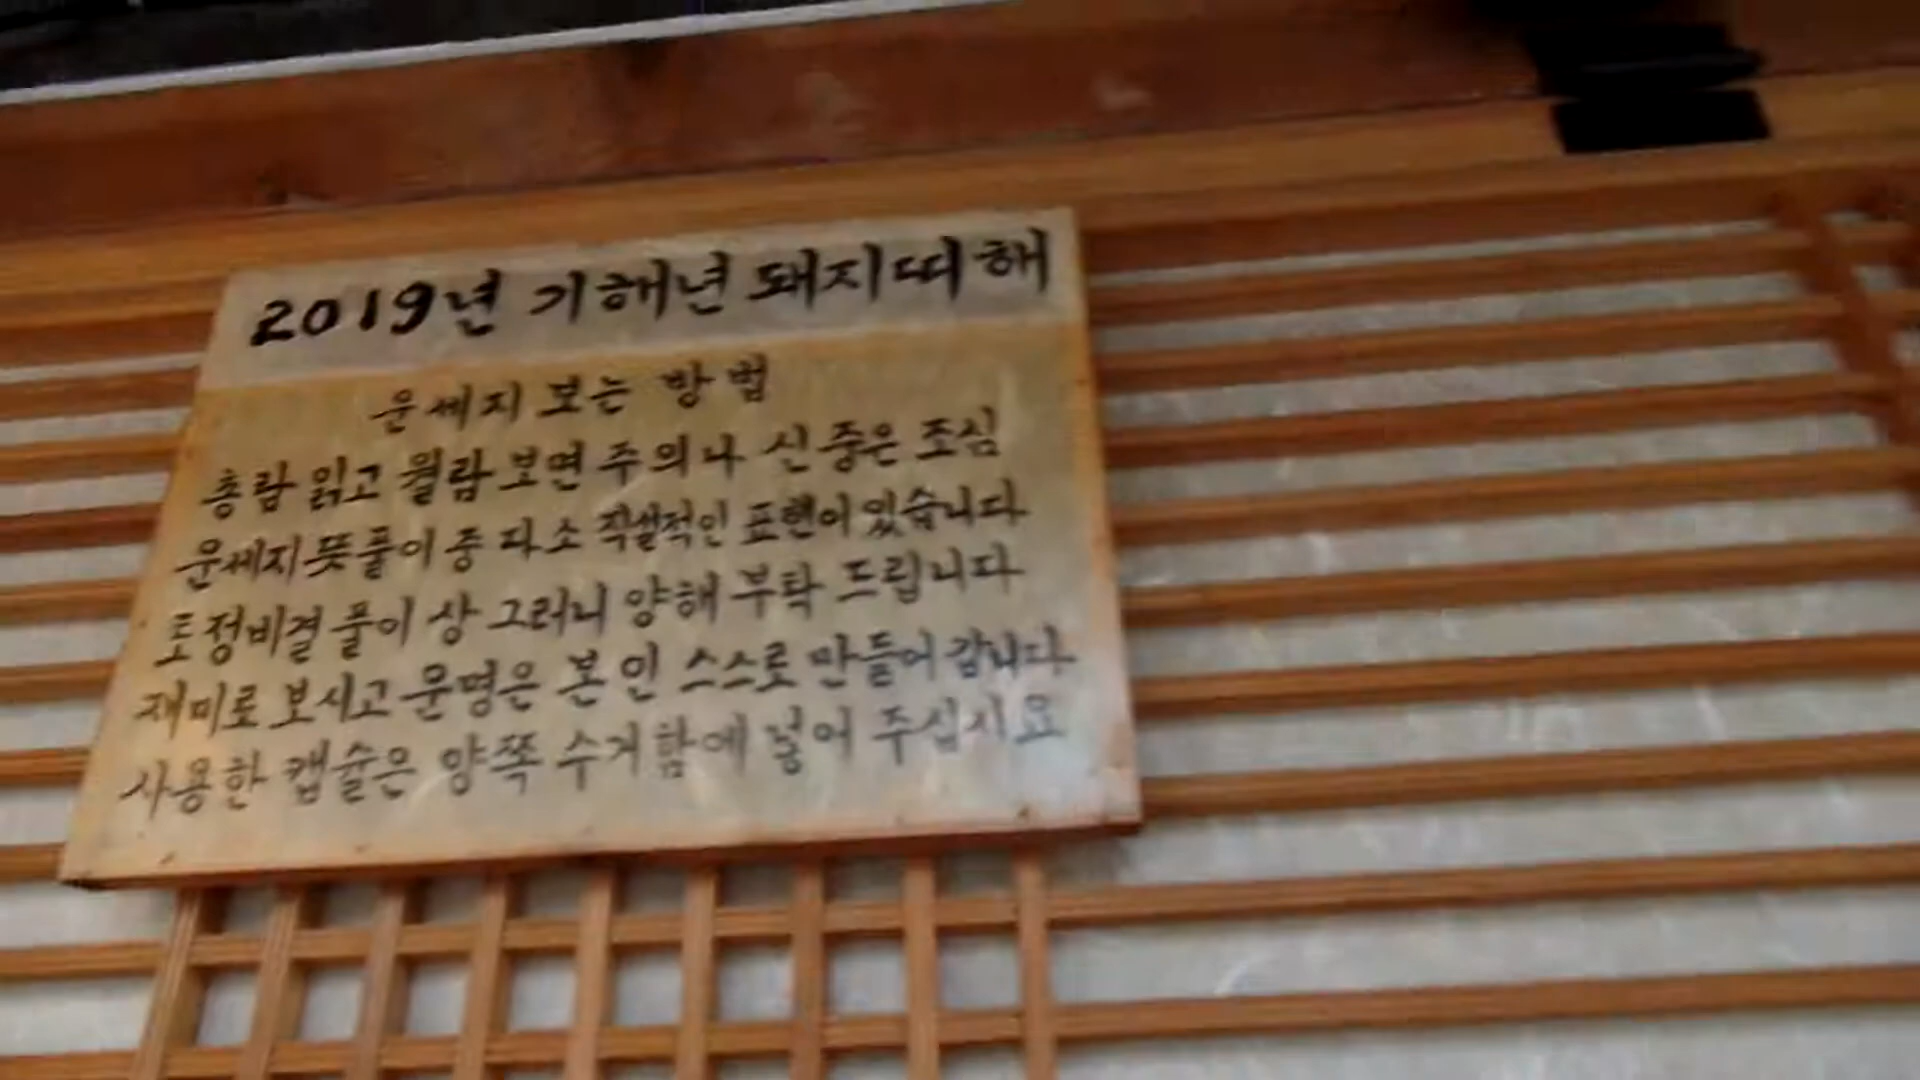 2019년 기해년 돼지띠해
운세지 보는 방법
총람 읽고 월람 보면 주의나 신중은 조심
운세지 뜻풀이 중 다소 직설적인 표현이 있습니다
토정비결 풀이 상 그러니 양해 부탁 드립니다
재미로 보시고 운명은 본인 스스로 만들어 갑니다
사용한 캡슐은 양쪽 수거함에 넣어 주십시요